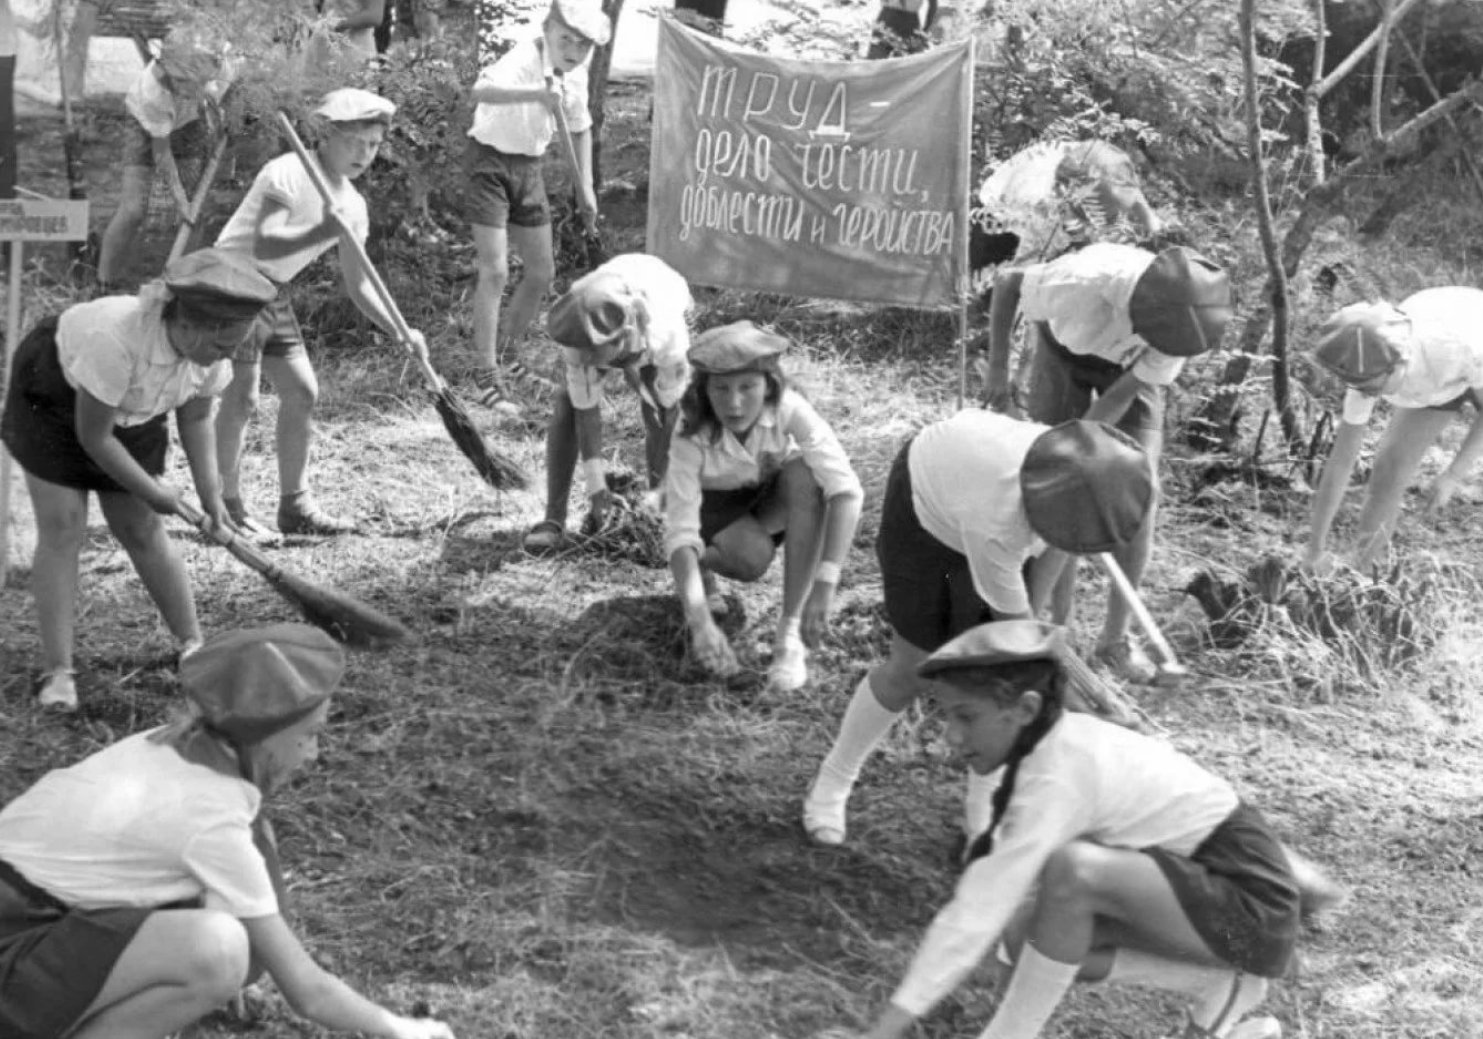 ТРУД -
дело чести,
доблести и геройства